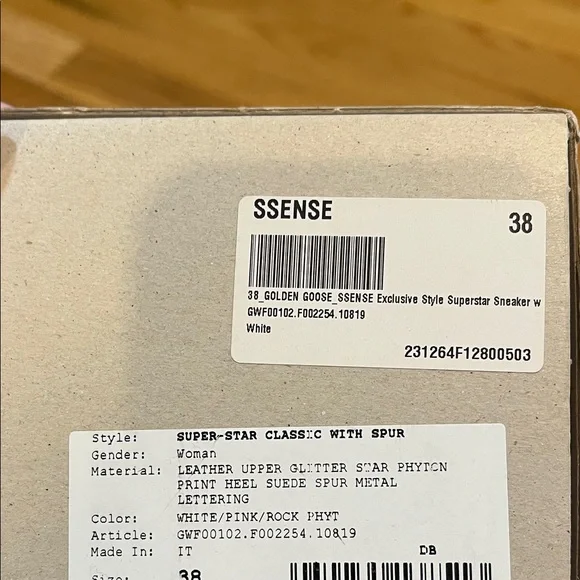 SSENSE 38
38_GOLDEN GOOSE_SSENSE Exclusive Style Superstar Sneaker w
GWF00102.F002254.10819
White
231264F12800503
Style: SUPER-STAR CLASSIC WITH SPUR
Gender: Woman
Material: LEATHER UPPER GLITTER STAR PHYTON
PRINT HEEL SUEDE SPUR METAL
LETTERING
Color: WHITE/PINK/ROCK PHYT
Article: GWF00102.F002254.10819
Made In: IT DB
Size: 38